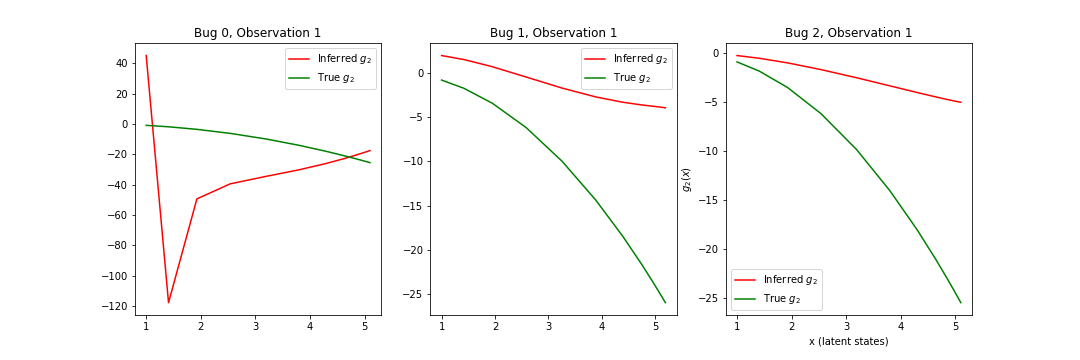 Bug 0, Observation 1
Inferred g₂
True g₂
40
20
0
−20
−40
−60
−80
−100
−120
1 2 3 4 5
Bug 1, Observation 1
Inferred g₂
True g₂
0
−5
−10
−15
−20
−25
1 2 3 4 5
Bug 2, Observation 1
g₂(x)
0
−5
−10
−15
−20
−25
Inferred g₂
True g₂
1 2 3 4 5
x (latent states)